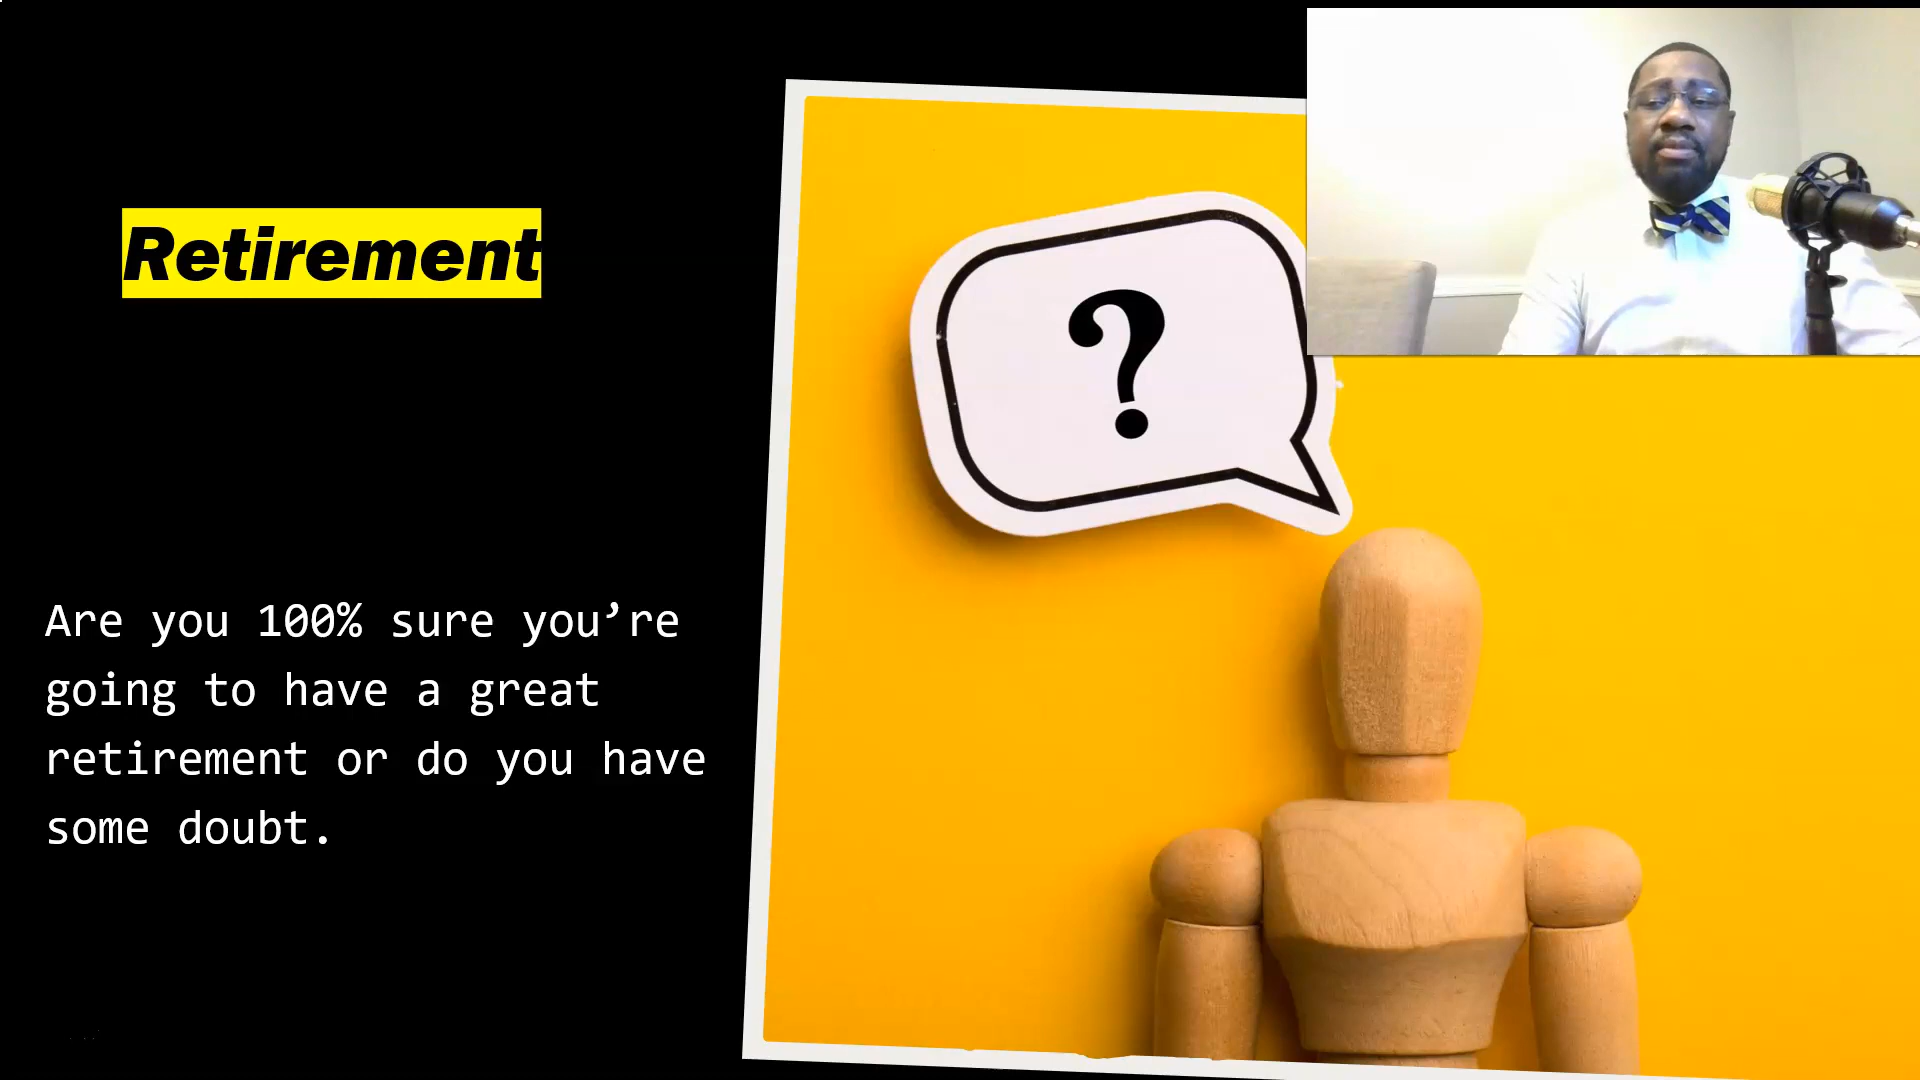 Retirement
?
Are you 100% sure you’re
going to have a great
retirement or do you have
some doubt.